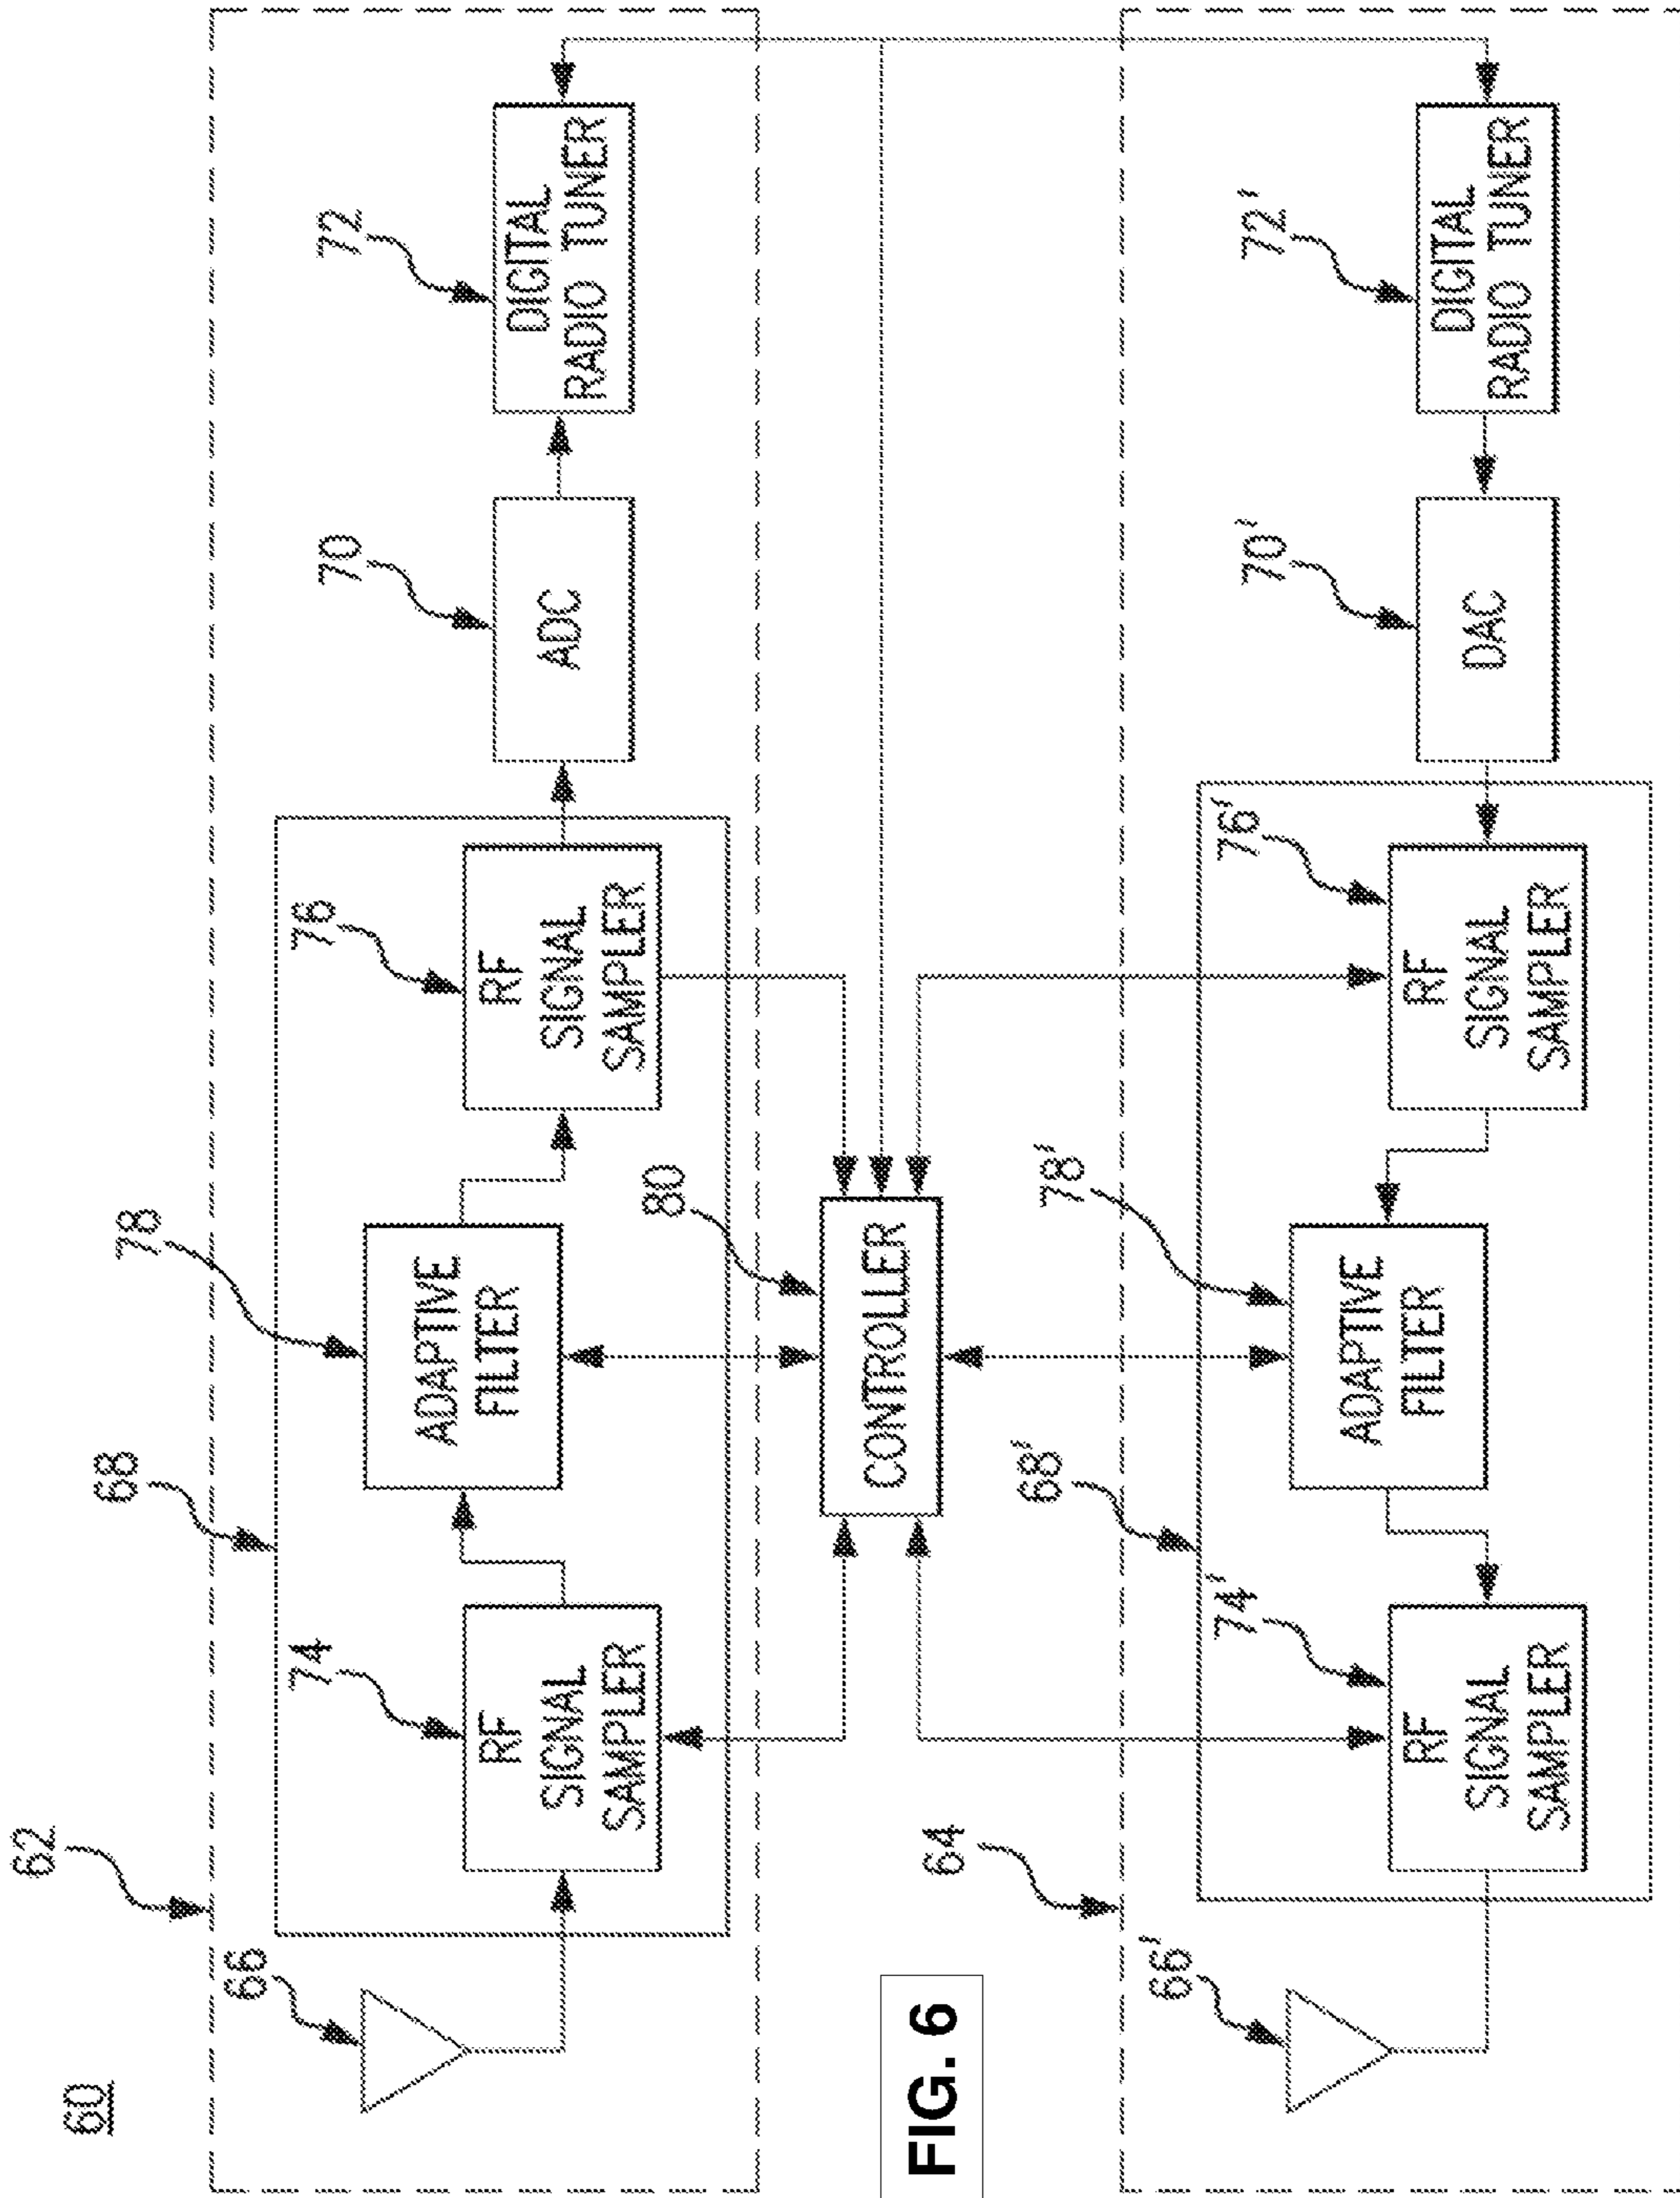 60
62
66
68
74
RF
SIGNAL
SAMPLER
78
ADAPTIVE
FILTER
76
RF
SIGNAL
SAMPLER
70
ADC
72
DIGITAL
RADIO TUNER
80
CONTROLLER
FIG. 6
64
66'
68'
74'
RF
SIGNAL
SAMPLER
78'
ADAPTIVE
FILTER
76'
RF
SIGNAL
SAMPLER
70'
DAC
72'
DIGITAL
RADIO TUNER